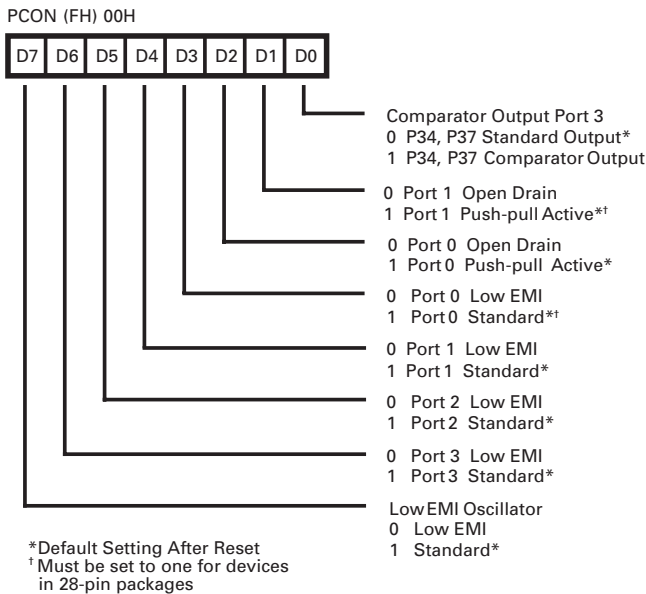 PCON (FH) 00H
D7 D6 D5 D4 D3 D2 D1 D0
Comparator Output Port 3
0 P34, P37 Standard Output*
1 P34, P37 Comparator Output
0 Port 1 Open Drain
1 Port 1 Push-pull Active*†
0 Port 0 Open Drain
1 Port 0 Push-pull Active*
0 Port 0 Low EMI
1 Port 0 Standard*†
0 Port 1 Low EMI
1 Port 1 Standard*
0 Port 2 Low EMI
1 Port 2 Standard*
0 Port 3 Low EMI
1 Port 3 Standard*
Low EMI Oscillator
0 Low EMI
1 Standard*
*Default Setting After Reset
† Must be set to one for devices
in 28-pin packages